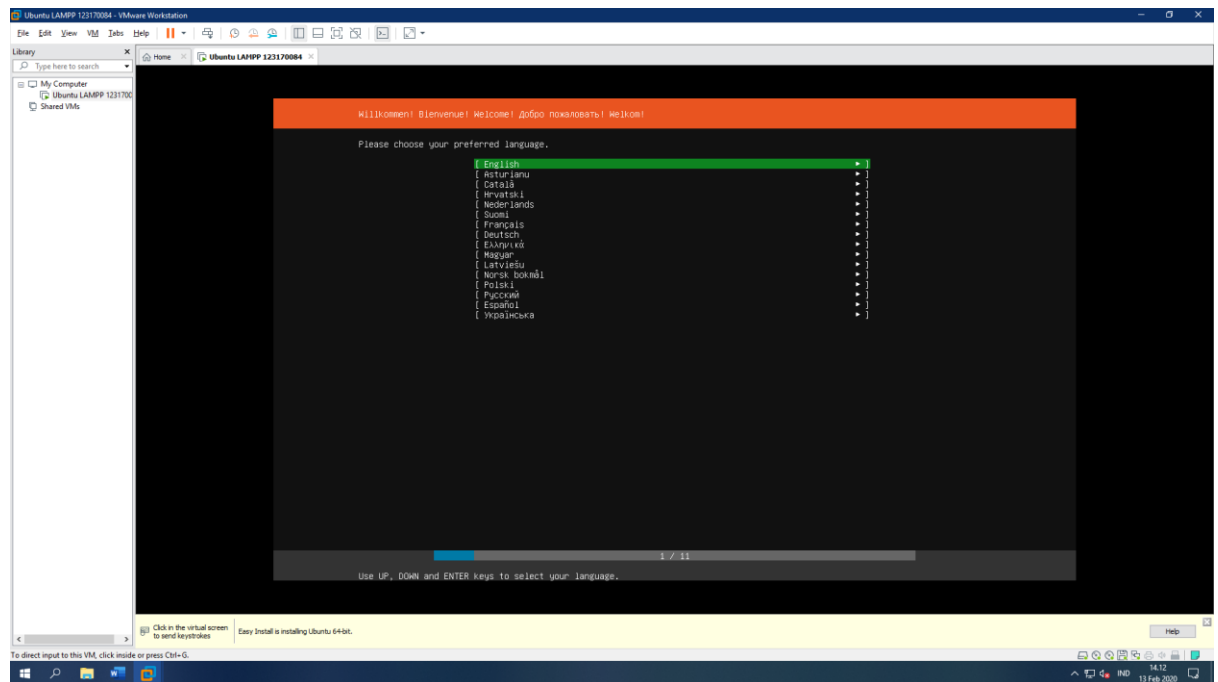 Ubuntu LAMPP 123170084 - VMware Workstation
File Edit View VM Tabs Help
Library
Type here to search
Home
Ubuntu LAMPP 123170084
My Computer
Ubuntu LAMPP 1231700
Shared VMs
Willkommen! Bienvenue! Welcome! Добро пожаловать! Welkom!
Please choose your preferred language.
[ English ► ]
[ Asturianu ► ]
[ Català ► ]
[ Hrvatski ► ]
[ Nederlands ► ]
[ Suomi ► ]
[ Français ► ]
[ Deutsch ► ]
[ Ελληνικά ► ]
[ Magyar ► ]
[ Latviešu ► ]
[ Norsk bokmål ► ]
[ Polski ► ]
[ Русский ► ]
[ Español ► ]
[ Українська ► ]
1 / 11
Use UP, DOWN and ENTER keys to select your language.
Click in the virtual screen
to send keystrokes
Easy Install is installing Ubuntu 64-bit.
Help
To direct input to this VM, click inside or press Ctrl+G.
IND
14.12
13 Feb 2020